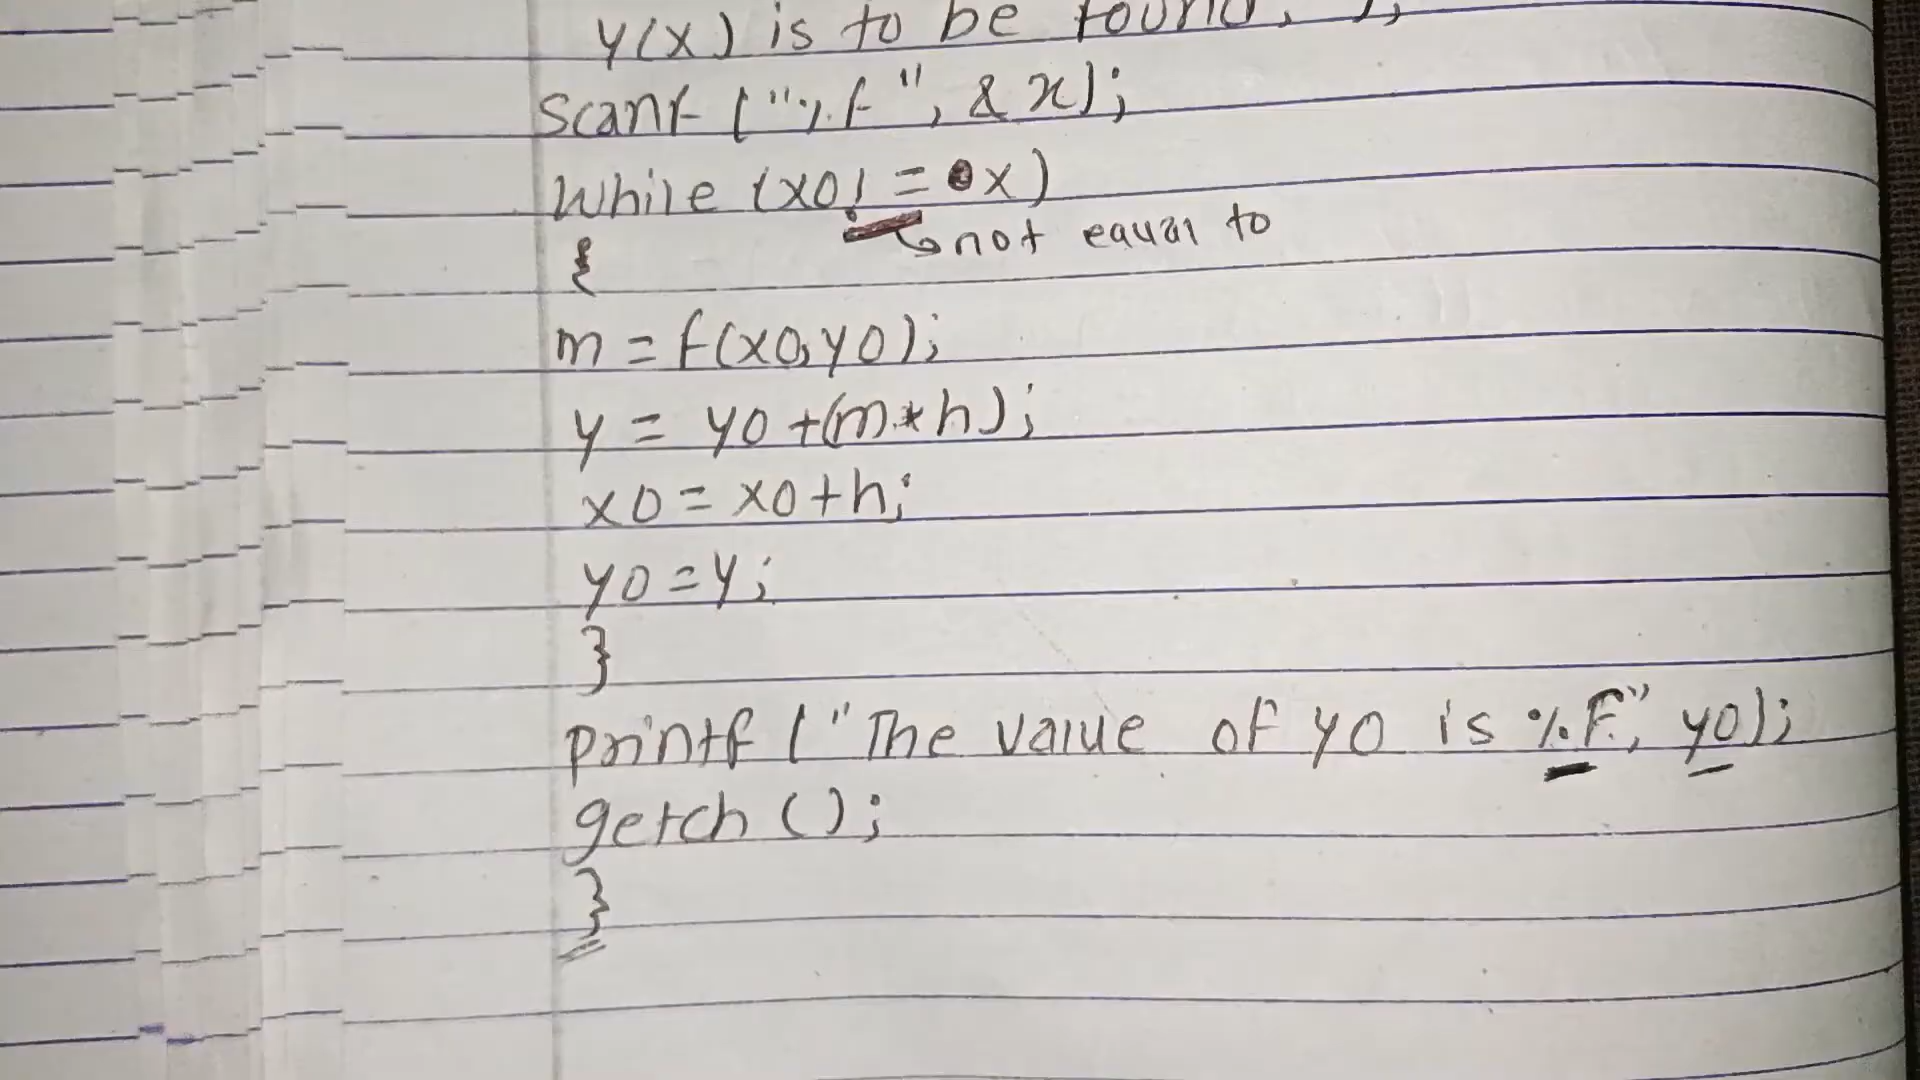 y(x) is to be found. ");
scanf ("%f", &x);
while (x0!=x)
not equal to
{
m = f(x0,y0);
y = y0+(m*h);
x0 = x0+h;
y0=y;
}
printf ("The value of y0 is %f", y0);
getch ();
}